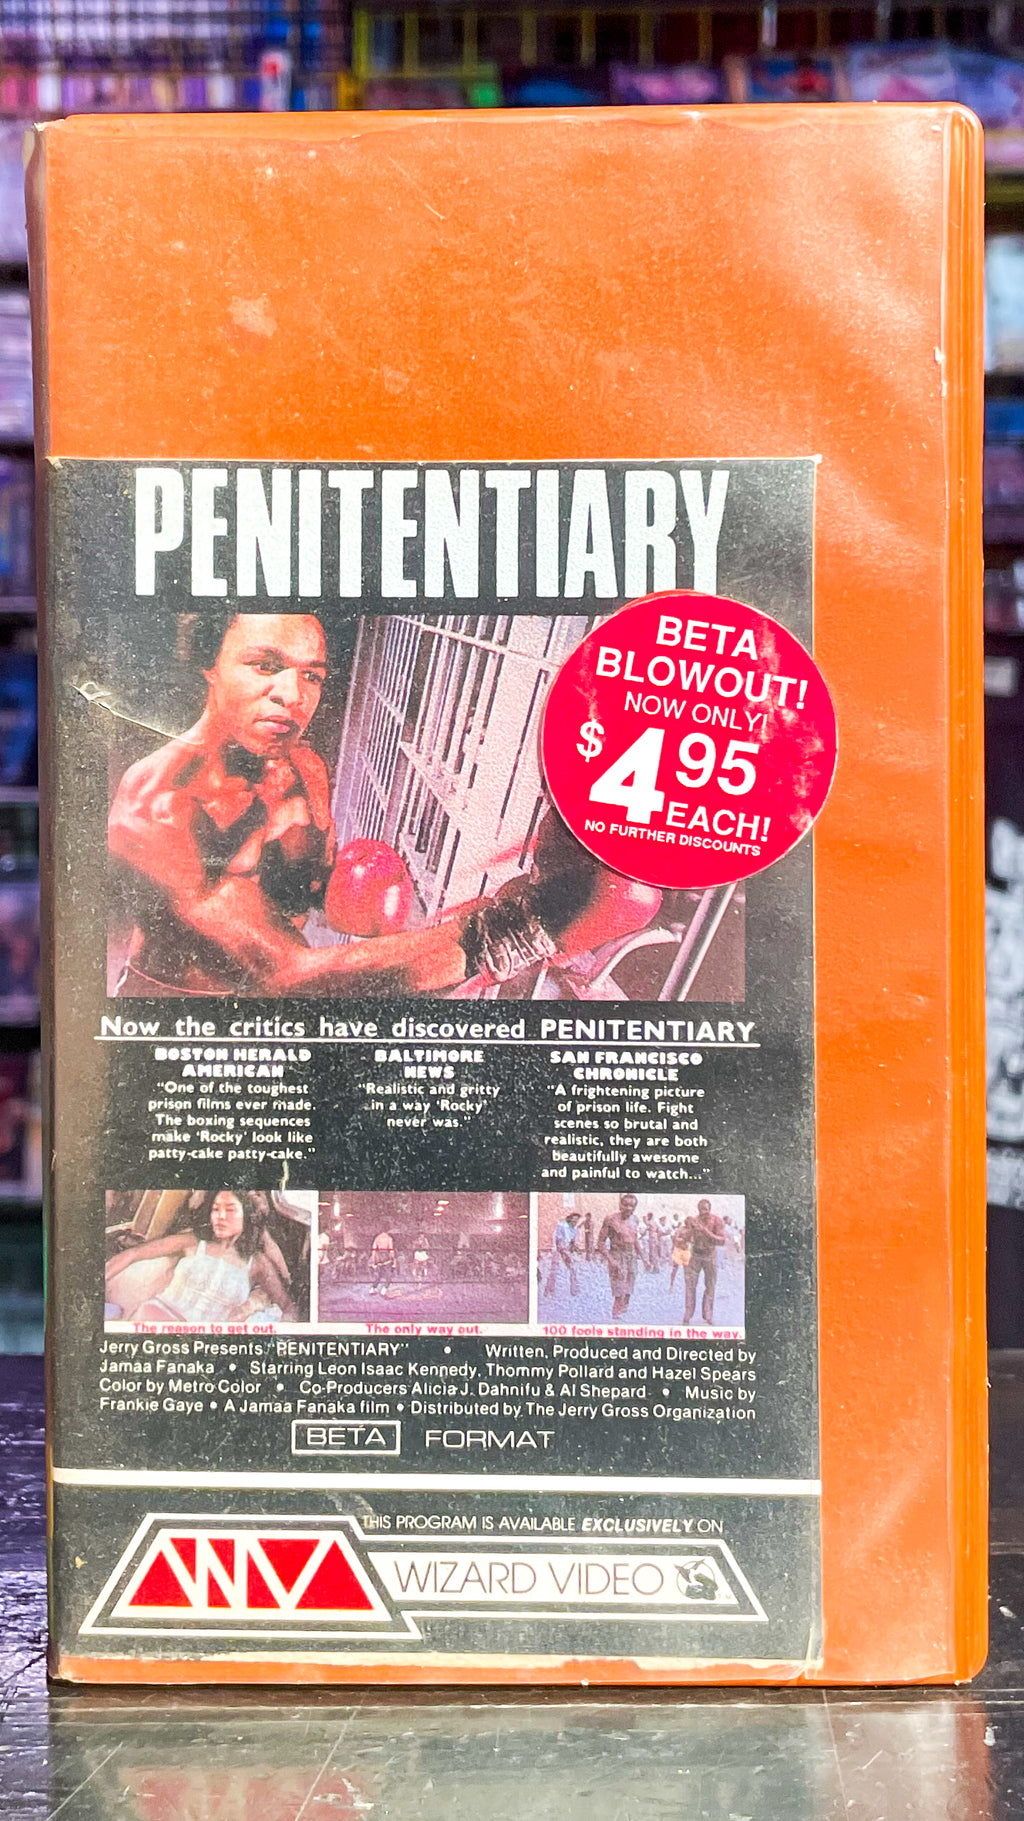 PENITENTIARY
BETA
BLOWOUT!
NOW ONLY!
$4.95
EACH!
NO FURTHER DISCOUNTS
Now the critics have discovered PENITENTIARY
BOSTON HERALD
AMERICAN
"One of the toughest
prison films ever made.
The boxing sequences
make 'Rocky' look like
patty-cake patty-cake."
BALTIMORE
NEWS
"Realistic and gritty
in a way 'Rocky'
never was."
SAN FRANCISCO
CHRONICLE
"A frightening picture
of prison life. Fight
scenes so brutal and
realistic, they are both
beautifully awesome
and painful to watch..."
The reason to get out.
The only way out.
100 fools standing in the way.
Jerry Gross Presents "PENITENTIARY" • Written, Produced and Directed by
Jamaa Fanaka • Starring Leon Isaac Kennedy, Thommy Pollard and Hazel Spears
Color by Metro Color • Co-Producers Alicia J. Dahnifu & Al Shepard • Music by
Frankie Gaye • A Jamaa Fanaka film • Distributed by The Jerry Gross Organization
BETA FORMAT
THIS PROGRAM IS AVAILABLE EXCLUSIVELY ON
WV
WIZARD VIDEO